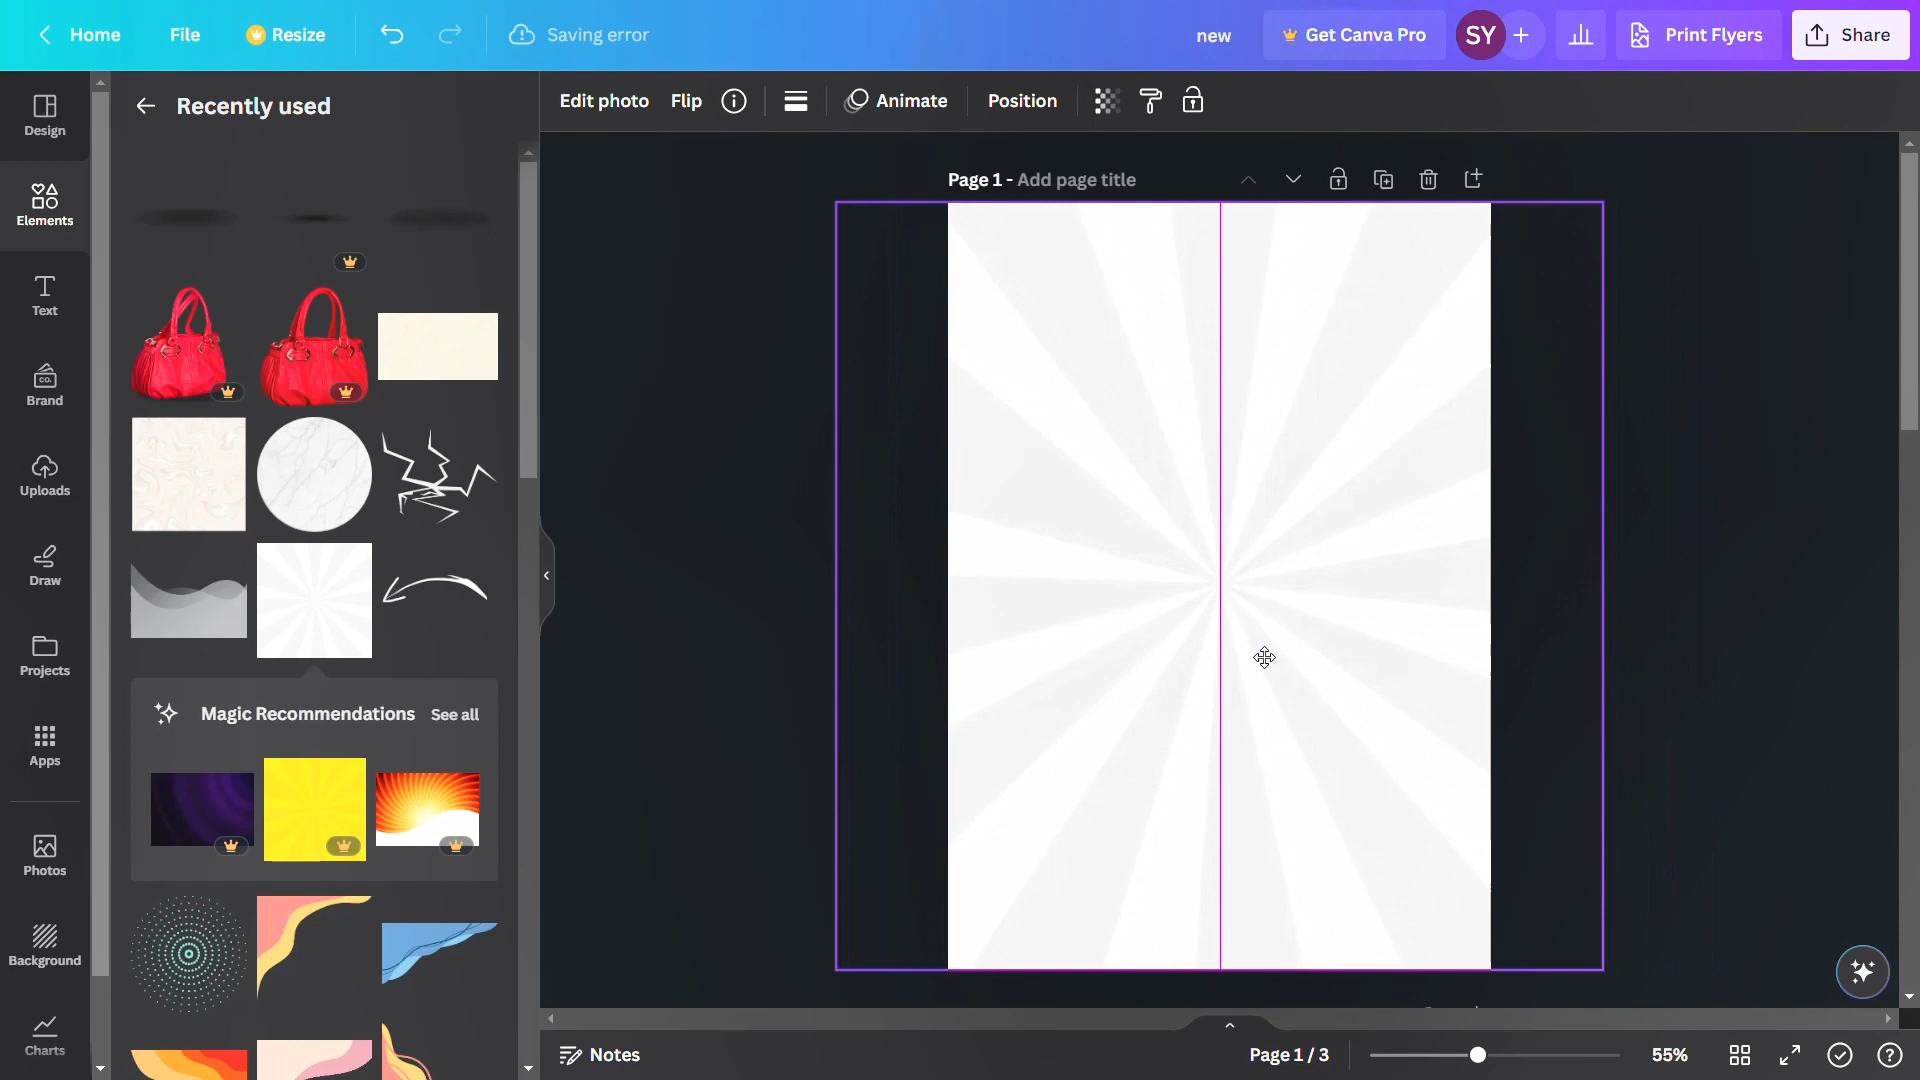 Home
File
Resize
Saving error
new
Get Canva Pro
SY
Print Flyers
Share
Design
Elements
Text
Brand
CO.
Uploads
Draw
Projects
Apps
Photos
Background
Charts
Recently used
Magic Recommendations
See all
Edit photo
Flip
Animate
Position
Page 1 - Add page title
Notes
Page 1 / 3
55%